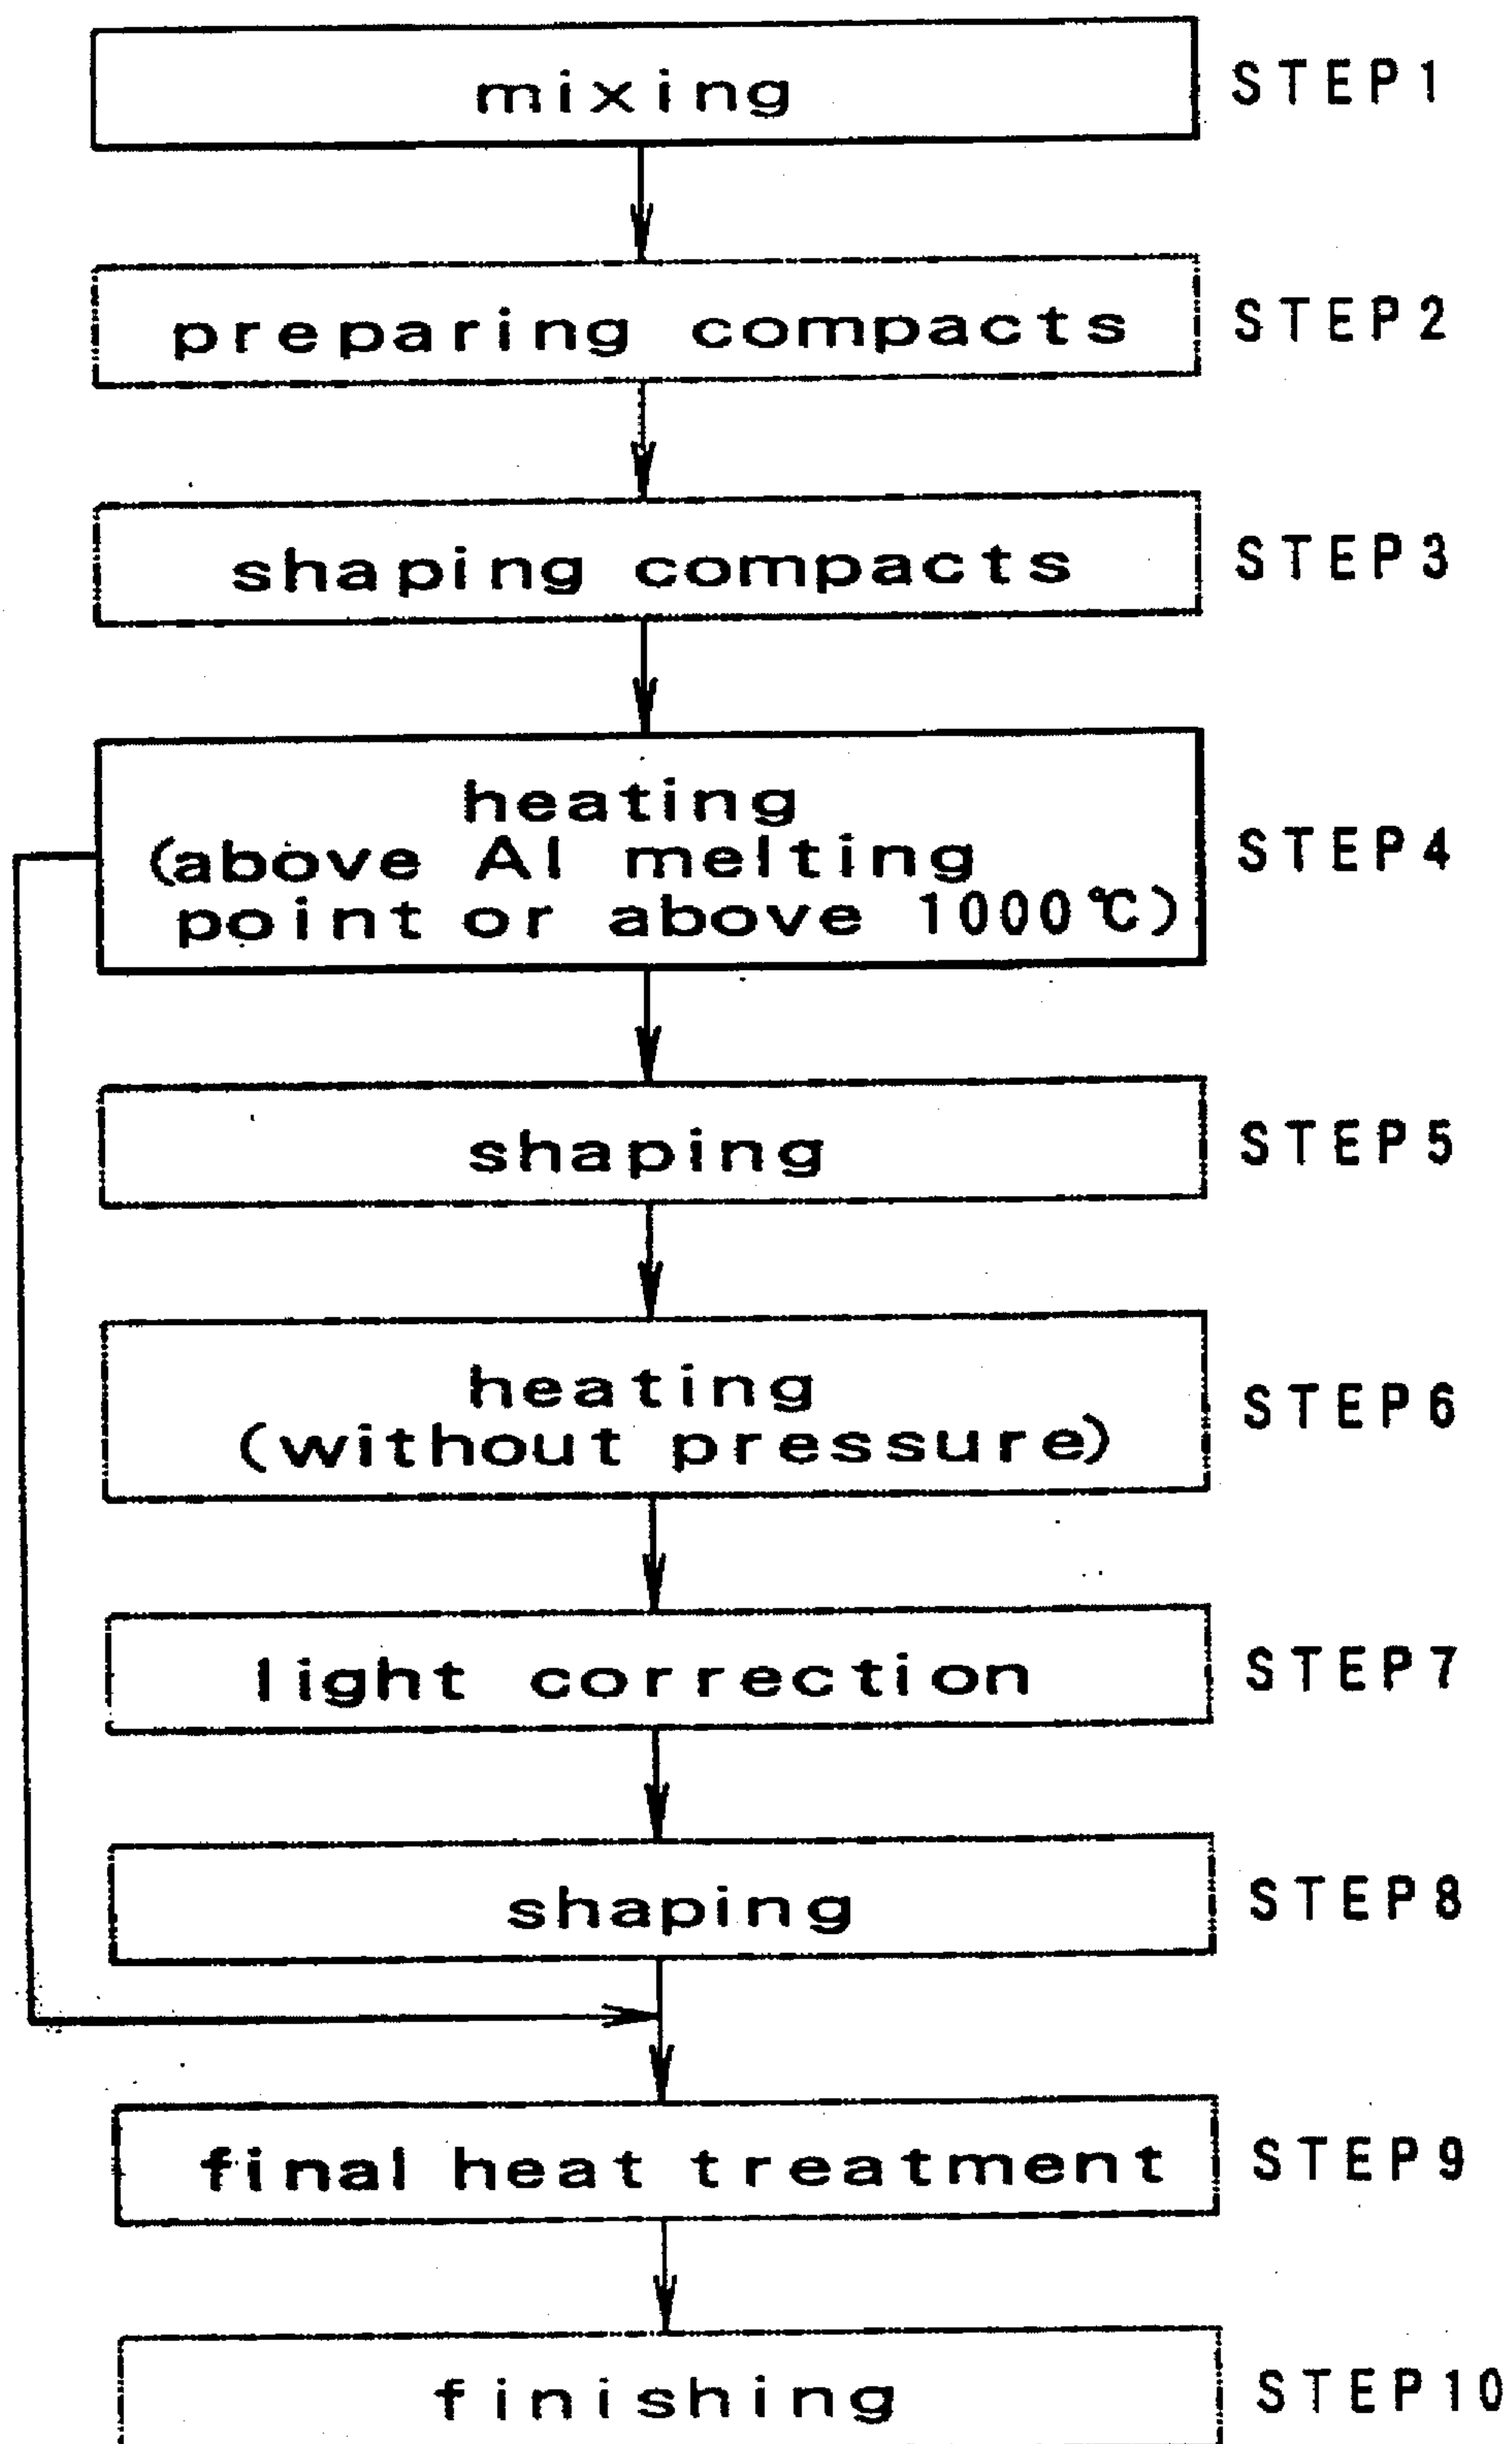 mixing STEP1
preparing compacts STEP2
shaping compacts STEP3
heating
(above Al melting STEP4
point or above 1000℃)
shaping STEP5
heating
(without pressure) STEP6
light correction STEP7
shaping STEP8
final heat treatment STEP9
finishing STEP10